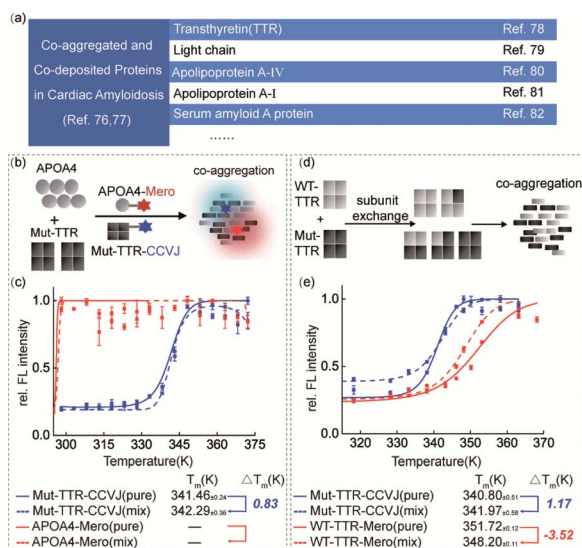 (a)
Co-aggregated and
Co-deposited Proteins
in Cardiac Amyloidosis
(Ref. 76,77)
Transthyretin(TTR) Ref. 78
Light chain Ref. 79
Apolipoprotein A-IV Ref. 80
Apolipoprotein A-I Ref. 81
Serum amyloid A protein Ref. 82
……
(b)
APOA4
+
Mut-TTR
APOA4-Mero
Mut-TTR-CCVJ
co-aggregation
(d)
WT-
TTR
+
Mut-
TTR
subunit
exchange
co-aggregation
(c)
rel. FL intensity
1.0
0.5
0.0
300 315 330 345 360 375
Temperature(K)
Tm(K) △Tm(K)
Mut-TTR-CCVJ(pure) 341.46±0.24
Mut-TTR-CCVJ(mix) 342.29±0.36
0.83
APOA4-Mero(pure) —
APOA4-Mero(mix) —
—
(e)
rel. FL intensity
1.0
0.5
0.0
320 330 340 350 360 370
Temperature(K)
Tm(K) △Tm(K)
Mut-TTR-CCVJ(pure) 340.80±0.51
Mut-TTR-CCVJ(mix) 341.97±0.58
1.17
WT-TTR-Mero(pure) 351.72±0.12
WT-TTR-Mero(mix) 348.20±0.11
-3.52